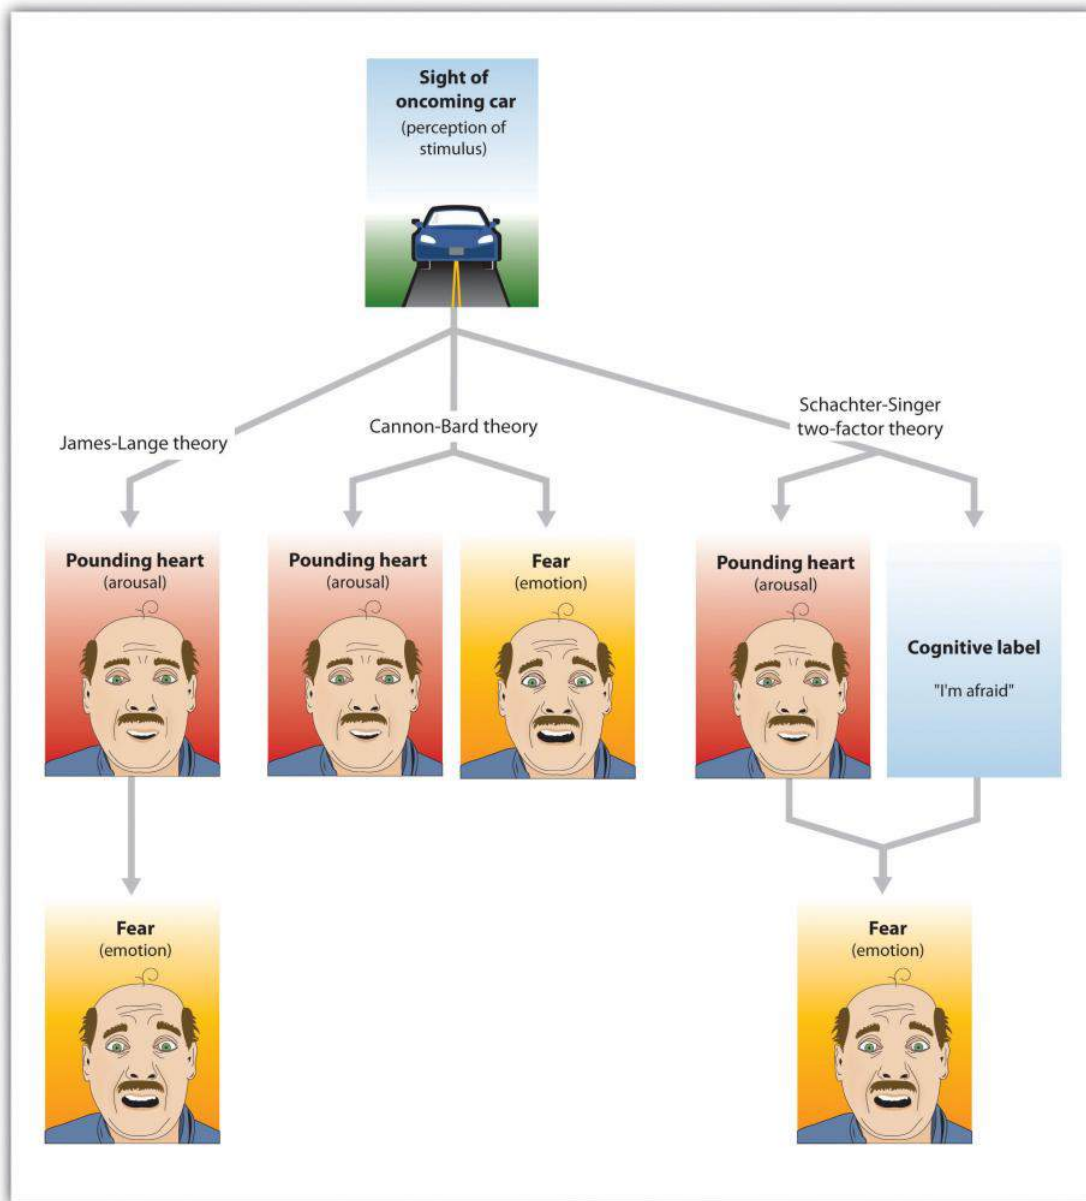 Sight of
oncoming car
(perception of
stimulus)
James-Lange theory
Cannon-Bard theory
Schachter-Singer
two-factor theory
Pounding heart
(arousal)
Pounding heart
(arousal)
Fear
(emotion)
Pounding heart
(arousal)
Cognitive label
"I'm afraid"
Fear
(emotion)
Fear
(emotion)